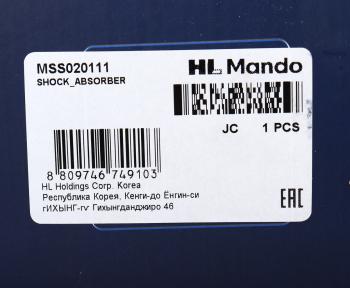 MSS020111
SHOCK_ABSORBER
HL Mando
JC 1 PCS
8 809746 749103
HL Holdings Corp. Korea
Республика Корея, Кенги-до Ёнгин-си
гИХЫНГ-гу Гихынгданджиро 46
EAC